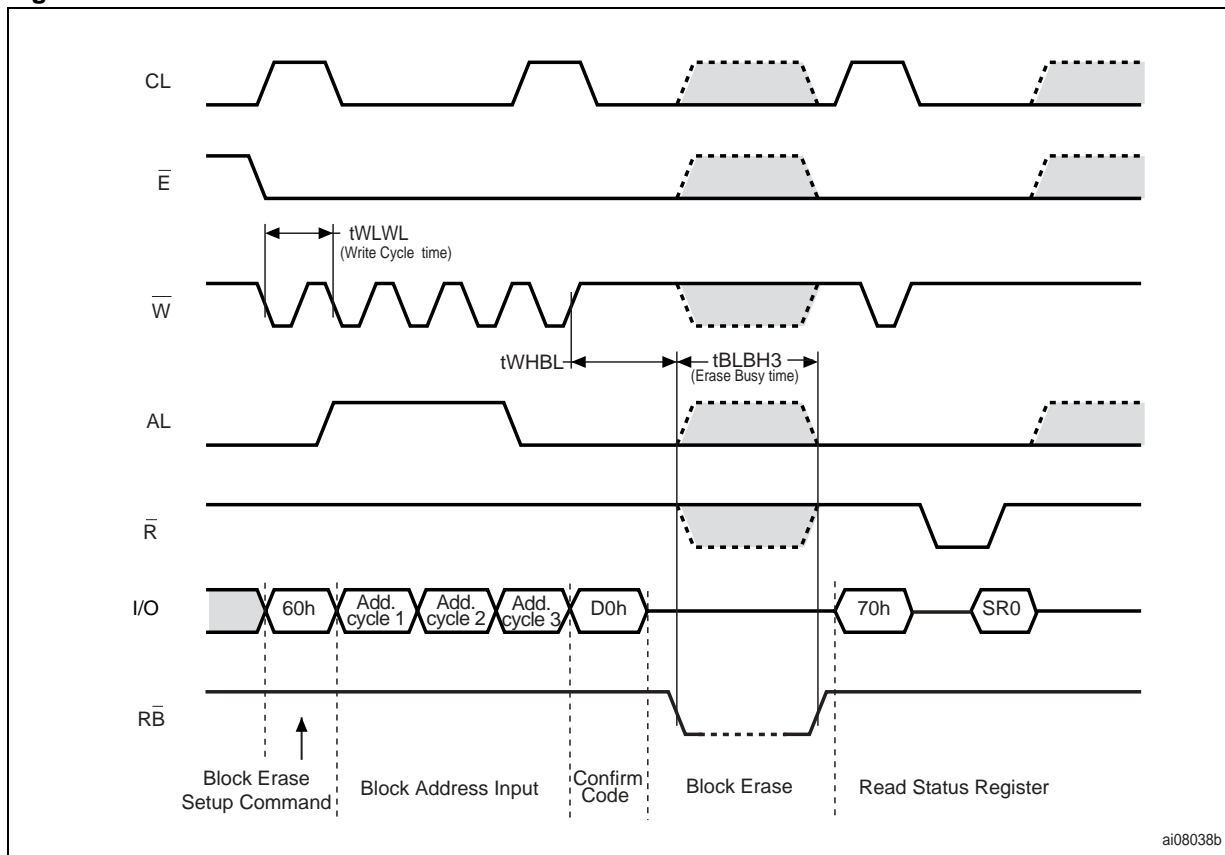 CL
E̅
tWLWL
(Write Cycle time)
W̅
tWHBL
tBLBH3
(Erase Busy time)
AL
R̅
I/O
60h
Add.
cycle 1
Add.
cycle 2
Add.
cycle 3
D0h
70h
SR0
RB̅
Block Erase
Setup Command
Block Address Input
Confirm
Code
Block Erase
Read Status Register
ai08038b